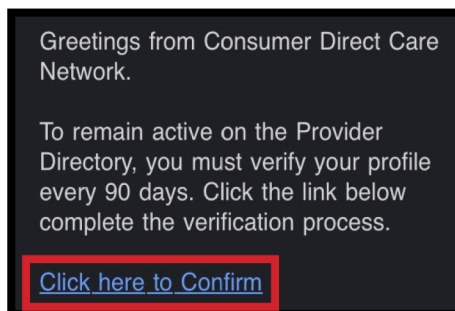 Greetings from Consumer Direct Care
Network.
To remain active on the Provider
Directory, you must verify your profile
every 90 days. Click the link below
complete the verification process.
Click here to Confirm